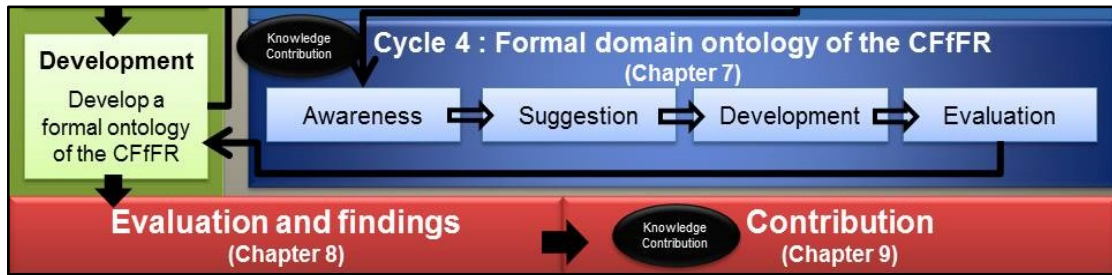 Development
Develop a
formal ontology
of the CFfFR
Knowledge
Contribution
Cycle 4 : Formal domain ontology of the CFfFR
(Chapter 7)
Awareness
Suggestion
Development
Evaluation
Evaluation and findings
(Chapter 8)
Knowledge
Contribution
Contribution
(Chapter 9)